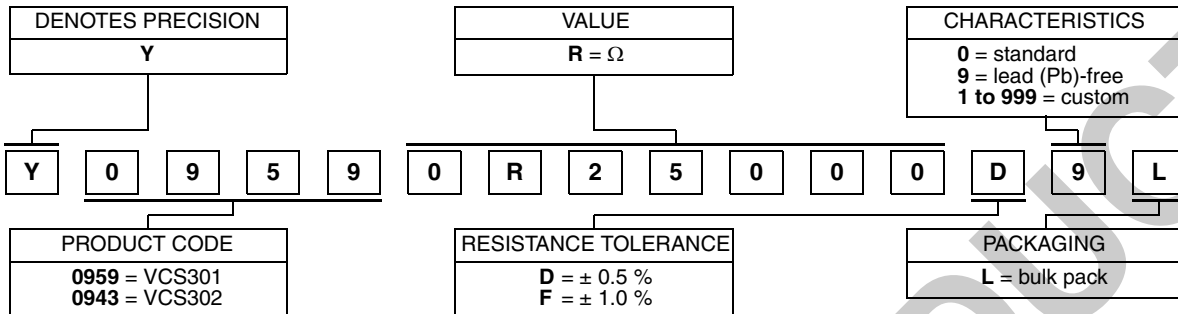 DENOTES PRECISION
Y
VALUE
R = Ω
CHARACTERISTICS
0 = standard
9 = lead (Pb)-free
1 to 999 = custom
Y 0 9 5 9 0 R 2 5 0 0 0 D 9 L
PRODUCT CODE
0959 = VCS301
0943 = VCS302
RESISTANCE TOLERANCE
D = ± 0.5 %
F = ± 1.0 %
PACKAGING
L = bulk pack